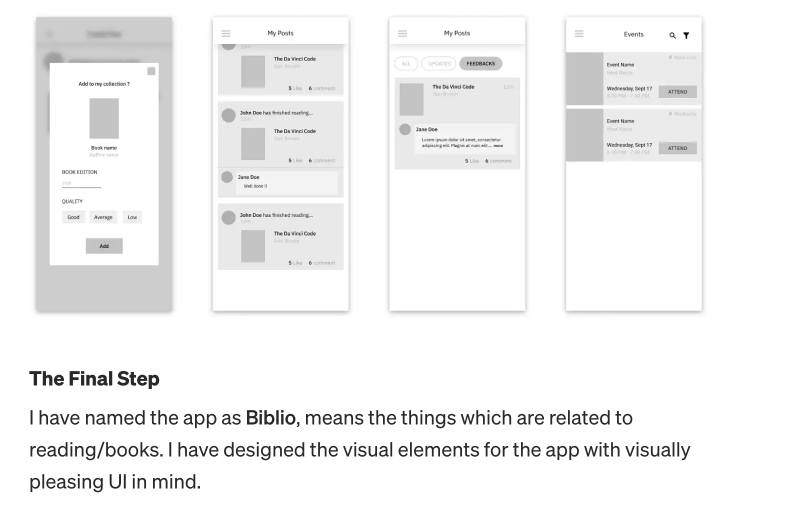 Add to my collection ?
Book name
Author name
BOOK EDITION
QUALITY
Good Average Low
Add
My Posts
The Da Vinci Code
Dan Brown
5 Like 6 comment
John Doe has finished reading...
The Da Vinci Code
Dan Brown
5 Like 6 comment
Jane Doe
Well done !!
John Doe has finished reading...
The Da Vinci Code
Dan Brown
5 Like 6 comment
My Posts
ALL UPDATES FEEDBACKS
The Da Vinci Code
Dan Brown
Jane Doe
Lorem ipsum dolor sit amet, consectetur
adipiscing elit. Magnis at nunc elit... more
5 Like 6 comment
Events
Event Name
Meet Name
Wednesday, Sept 17
ATTEND
Event Name
Meet Name
Wednesday, Sept 17
ATTEND
The Final Step
I have named the app as Biblio, means the things which are related to
reading/books. I have designed the visual elements for the app with visually
pleasing UI in mind.